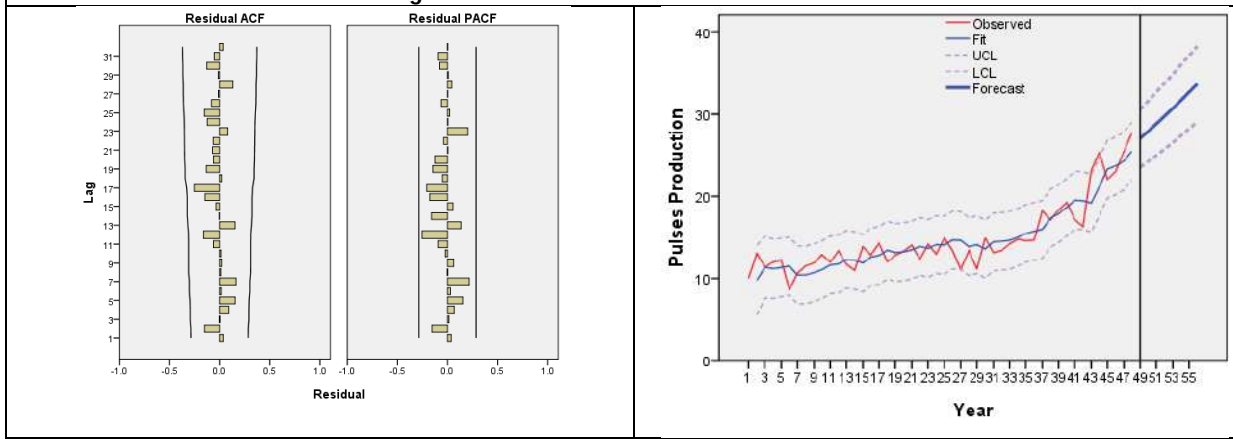 Residual ACF
Residual PACF
31
29
27
25
23
21
19
17
15
13
11
9
7
5
3
1
Lag
-1.0 -0.5 0.0 0.5 1.0 -1.0 -0.5 0.0 0.5 1.0
Residual
Observed
Fit
UCL
LCL
Forecast
40
30
20
10
0
Pulses Production
1 3 5 7 9 11 13 15 17 19 21 23 25 27 29 31 33 35 37 39 41 43 45 47 49 51 53 55
Year